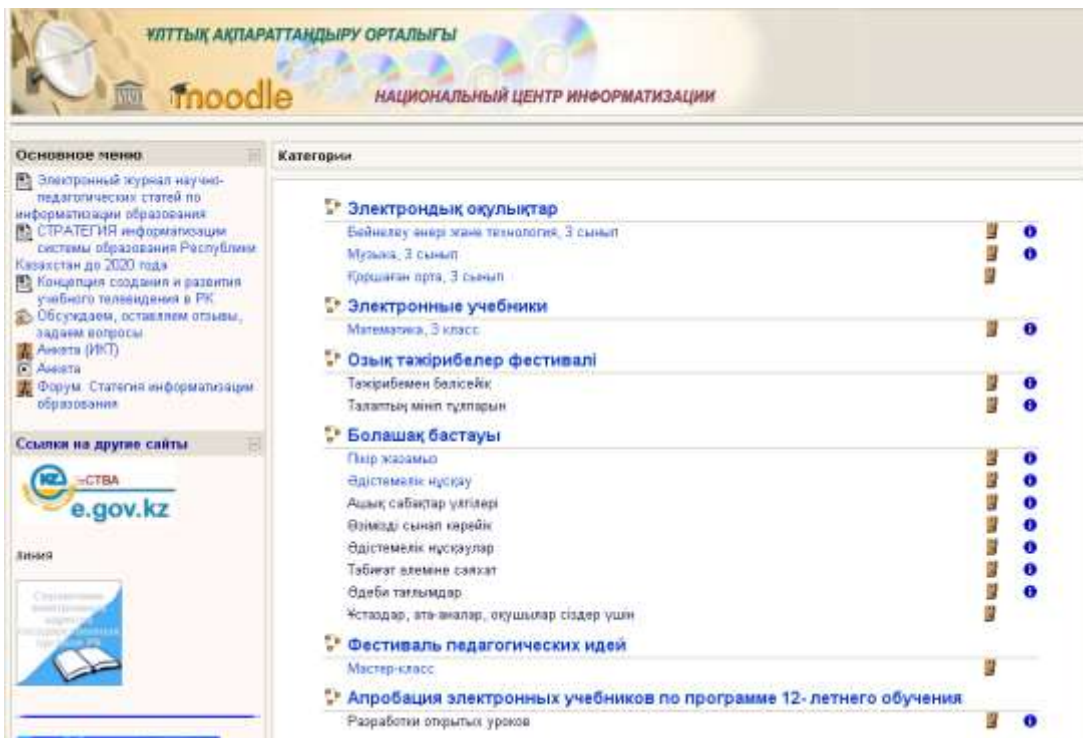 ҰЛТТЫҚ АҚПАРАТТАНДЫРУ ОРТАЛЫҒЫ
moodle
НАЦИОНАЛЬНЫЙ ЦЕНТР ИНФОРМАТИЗАЦИИ
Основное меню
Электронный журнал научно-
педагогических статей по
информатизации образования
СТРАТЕГИЯ информатизации
системы образования Республики
Казахстан до 2020 года
Концепция создания и развития
учебного телевидения в РК
Обсуждаем, оставляем отзывы,
задаем вопросы
Анкета (ИКТ)
Анкета
Форум. Статегия информатизации
образования
Ссылки на другие сайты
KZ
e.gov.kz
линия
Категории
Электрондық оқулықтар
Бейнелеу өнері және технология, 3 сынып
Музыка, 3 сынып
Қоршаған орта, 3 сынып
Электронные учебники
Математика, 3 класс
Озық тәжірибелер фестивалі
Тәжірибемен бөлісейік
Талаптың мініп тұлпарын
Болашақ бастауы
Пікір жазамыз
Әдістемелік нұсқау
Ашық сабақтар үлгілері
Өзімізді сынап көрейік
Әдістемелік нұсқаулар
Табиғат әлеміне саяхат
Әдеби тағлымдар
Ұстаздар, ата-аналар, оқушылар сіздер үшін
Фестиваль педагогических идей
Мастер-класс
Апробация электронных учебников по программе 12- летнего обучения
Разработки открытых уроков